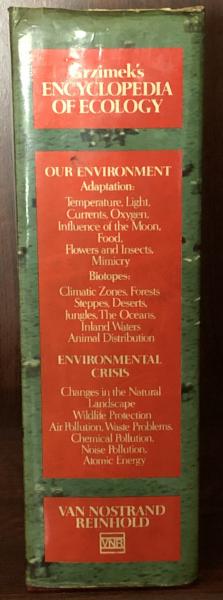 Grzimek's
ENCYCLOPEDIA
OF ECOLOGY
OUR ENVIRONMENT
Adaptation:
Temperature, Light,
Currents, Oxygen,
Influence of the Moon,
Food,
Flowers and Insects,
Mimicry
Biotopes:
Climatic Zones, Forests
Steppes, Deserts,
Jungles, The Oceans,
Inland Waters
Animal Distribution
ENVIRONMENTAL
CRISIS
Changes in the Natural
Landscape
Wildlife Protection
Air Pollution, Waste Problems.
Chemical Pollution,
Noise Pollution,
Atomic Energy
VAN NOSTRAND
REINHOLD
VNR